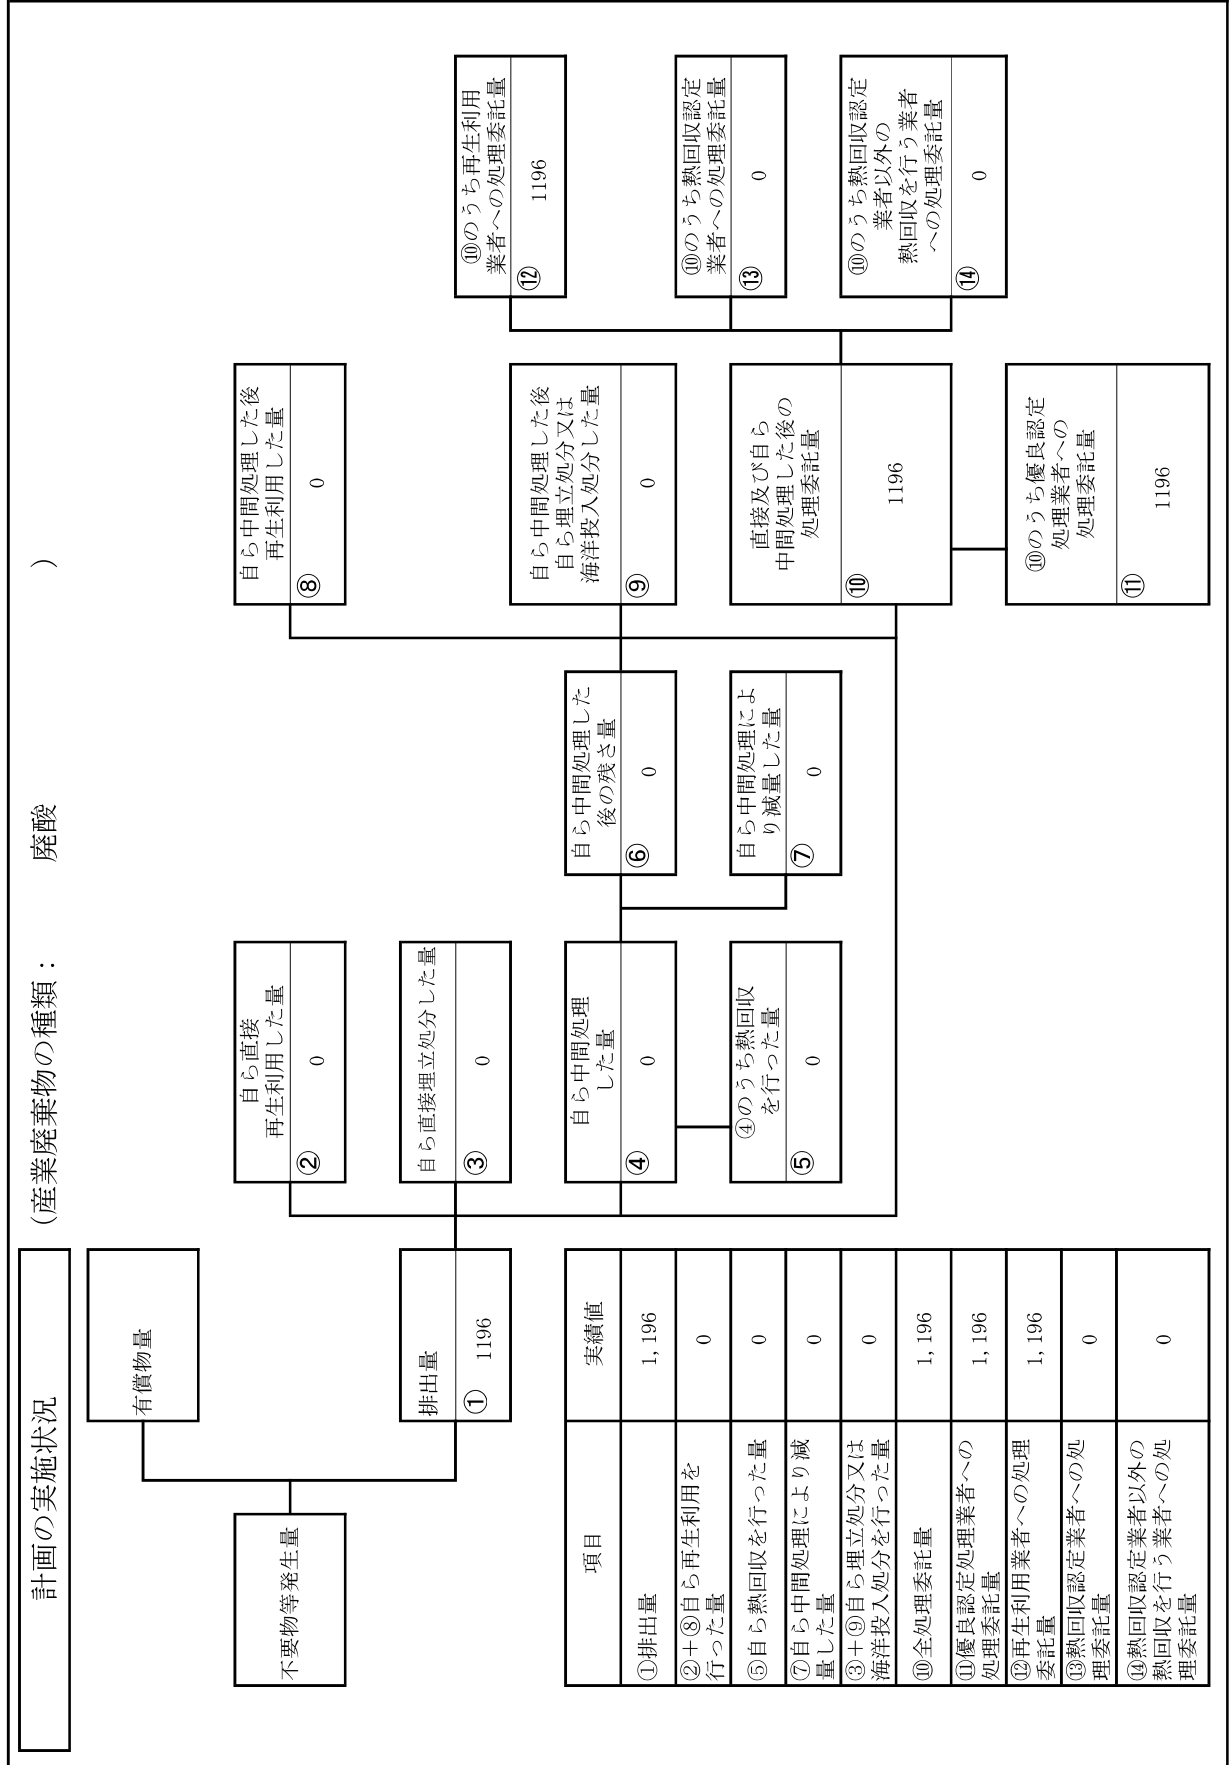 計画の実施状況
(産業廃棄物の種類： 廃酸 )
不要物等発生量
有償物量
排出量
① 1196
自ら直接
再生利用した量
② 0
自ら直接埋立処分した量
③ 0
自ら中間処理
した量
④ 0
④のうち熱回収
を行った量
⑤ 0
自ら中間処理した
後の残さ量
⑥ 0
自ら中間処理によ
り減量した量
⑦ 0
自ら中間処理した後
再生利用した量
⑧ 0
自ら中間処理した後
自ら埋立処分又は
海洋投入処分した量
⑨ 0
直接及び自ら
中間処理した後の
処理委託量
⑩ 1196
⑩のうち優良認定
処理業者への
処理委託量
⑪ 1196
⑩のうち再生利用
業者への処理委託量
⑫ 1196
⑩のうち熱回収認定
業者への処理委託量
⑬ 0
⑩のうち熱回収認定
業者以外の
熱回収を行う業者
への処理委託量
⑭ 0
項目 実績値
①排出量 1,196
②＋⑧自ら再生利用を
行った量 0
⑤自ら熱回収を行った量 0
⑦自ら中間処理により減
量した量 0
③＋⑨自ら埋立処分又は
海洋投入処分を行った量 0
⑩全処理委託量 1,196
⑪優良認定処理業者への
処理委託量 1,196
⑫再生利用業者への処理
委託量 1,196
⑬熱回収認定業者への処
理委託量 0
⑭熱回収認定業者以外の
熱回収を行う業者への処
理委託量 0